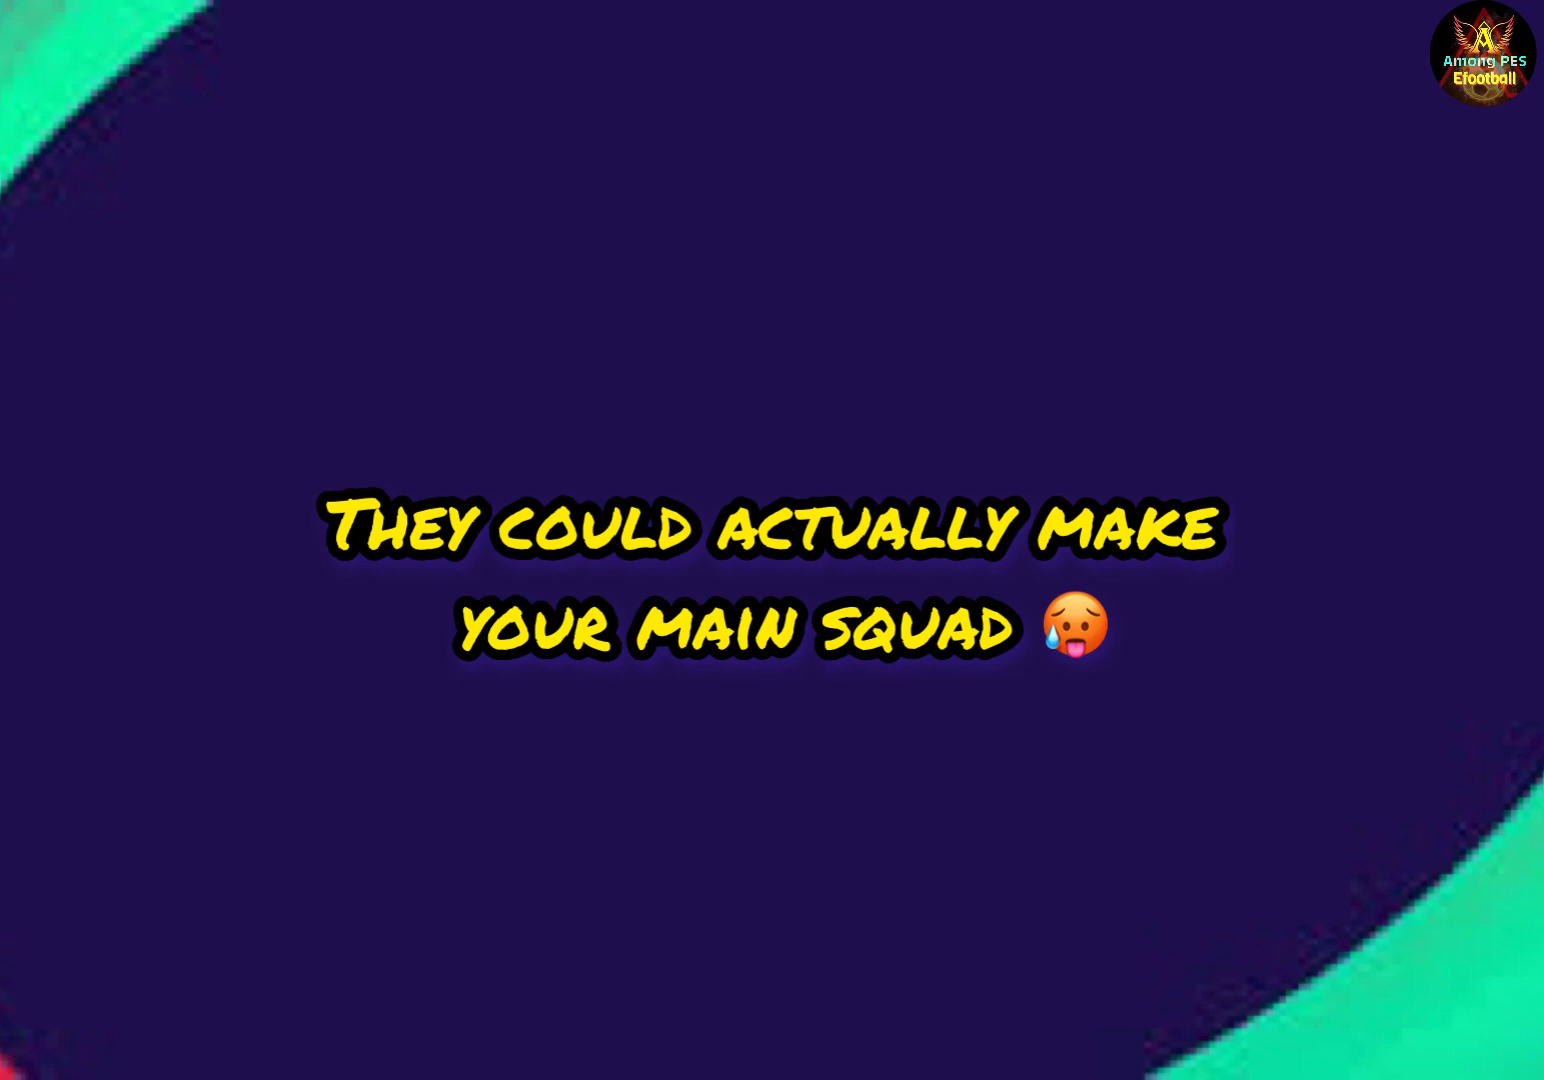 A
Among PES
Efootball
They could actually make
your main squad 🥵